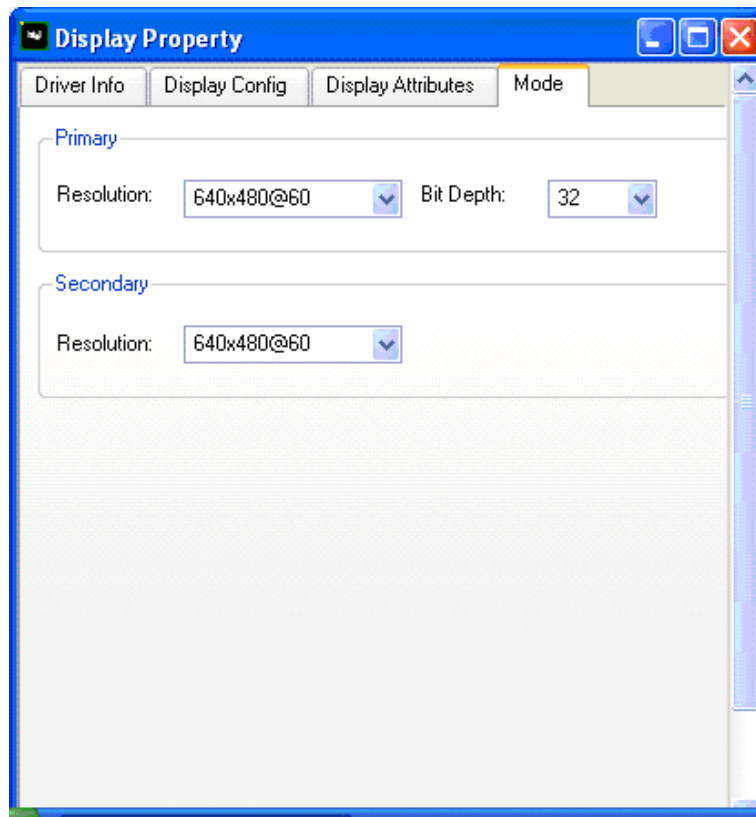 Display Property
Driver Info Display Config Display Attributes Mode
Primary
Resolution: 640x480@60 Bit Depth: 32
Secondary
Resolution: 640x480@60